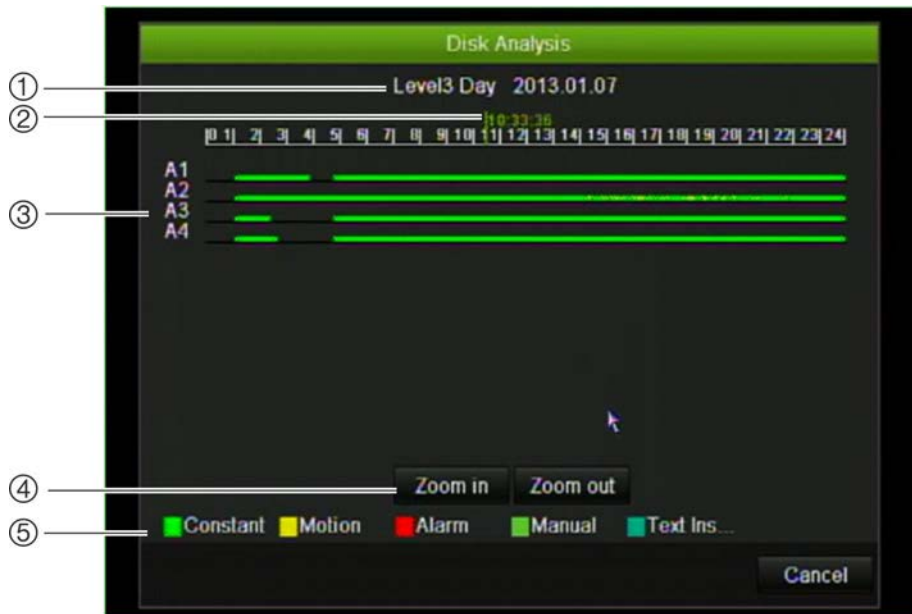 Disk Analysis
① Level3 Day 2013.01.07
② 10:33:36
|0 1| 2| 3| 4| 5| 6| 7| 8| 9| 10| 11| 12| 13| 14| 15| 16| 17| 18| 19| 20| 21| 22| 23| 24|
A1
A2
③ A3
A4
④ Zoom in Zoom out
⑤ Constant Motion Alarm Manual Text Ins...
Cancel